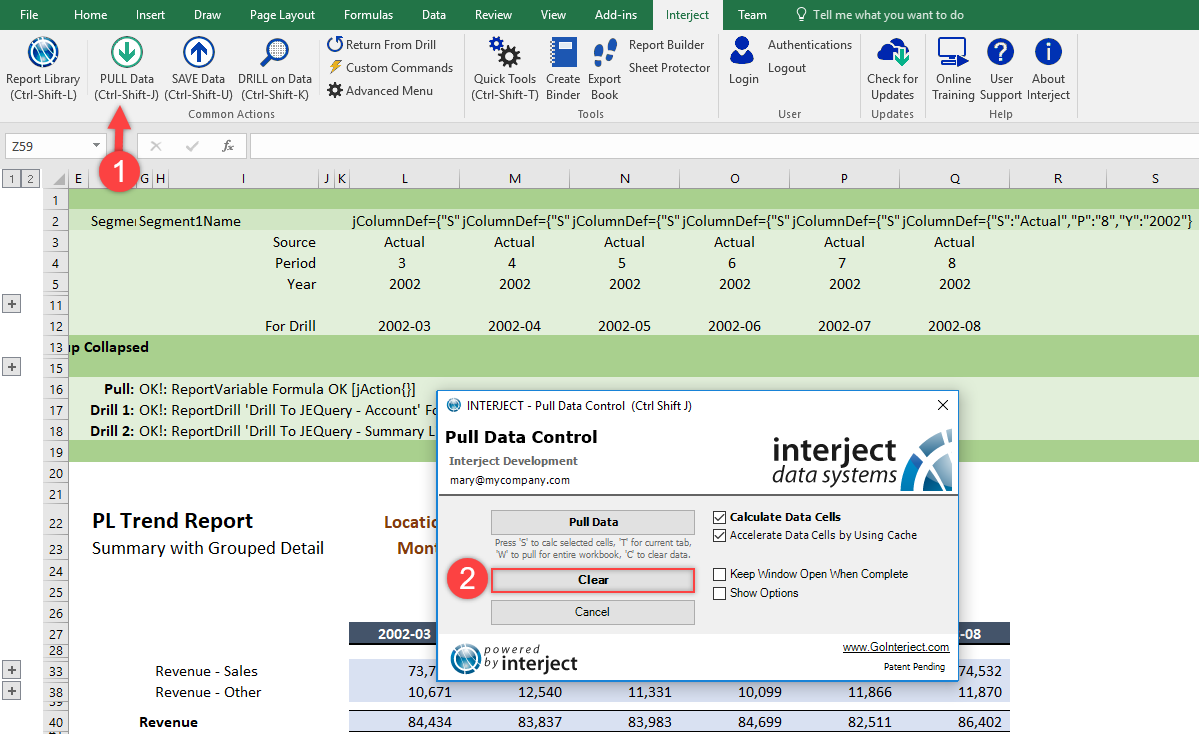 File Home Insert Draw Page Layout Formulas Data Review View Add-ins Interject Team Tell me what you want to do
Report Library
(Ctrl-Shift-L)
PULL Data
(Ctrl-Shift-J)
SAVE Data
(Ctrl-Shift-U)
DRILL on Data
(Ctrl-Shift-K)
Return From Drill
Custom Commands
Advanced Menu
Common Actions
Quick Tools
(Ctrl-Shift-T)
Create
Binder
Export
Book
Report Builder
Sheet Protector
Tools
Login
Authentications
Logout
User
Check for
Updates
Updates
Online
Training
User
Support
About
Interject
Help
1
Z59 fx
1 2 E G H I J K L M N O P Q R S
1
2 Segmer Segment1Name jColumnDef={"S" jColumnDef={"S" jColumnDef={"S" jColumnDef={"S" jColumnDef={"S" jColumnDef={"S":"Actual","P":"8","Y":"2002"}
3 Source Actual Actual Actual Actual Actual Actual
4 Period 3 4 5 6 7 8
5 Year 2002 2002 2002 2002 2002 2002
11
12 For Drill 2002-03 2002-04 2002-05 2002-06 2002-07 2002-08
13 up Collapsed
15
16 Pull: OK!: ReportVariable Formula OK [jAction{}]
17 Drill 1: OK!: ReportDrill 'Drill To JEQuery - Account' Fo
18 Drill 2: OK!: ReportDrill 'Drill To JEQuery - Summary L
19
20
21
22 PL Trend Report Locatio
23 Summary with Grouped Detail Mont
24
25
26
27 2002-03 -08
28
33 Revenue - Sales 73,7 74,532
38 Revenue - Other 10,671 12,540 11,331 10,099 11,866 11,870
39
40 Revenue 84,434 83,837 83,983 84,699 82,511 86,402
INTERJECT - Pull Data Control (Ctrl Shift J)
Pull Data Control
Interject Development
mary@mycompany.com
interject
data systems
Pull Data
Press 'S' to calc selected cells, 'T' for current tab,
'W' to pull for entire workbook, 'C' to clear data.
2
Clear
Cancel
Calculate Data Cells
Accelerate Data Cells by Using Cache
Keep Window Open When Complete
Show Options
powered
by interject
www.GoInterject.com
Patent Pending